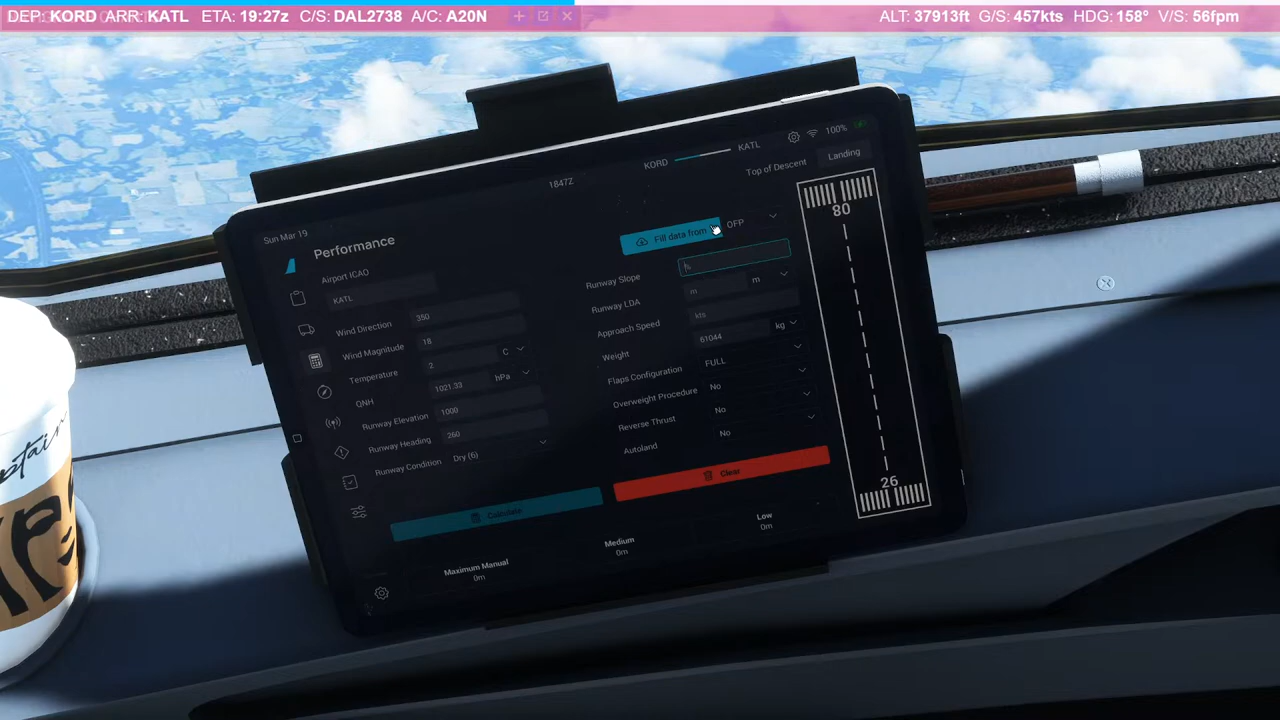 DEP: KORD ARR: KATL ETA: 19:27z C/S: DAL2738 A/C: A20N
ALT: 37913ft G/S: 457kts HDG: 158° V/S: 56fpm
Sun Mar 19
1847Z
KORD KATL
100%
Performance
Top of Descent
Landing
Fill data from
OFP
Airport ICAO
KATL
Wind Direction 350
Wind Magnitude 18
Temperature 2 C
QNH 1021.33 hPa
Runway Elevation 1000
Runway Heading 260
Runway Condition Dry (6)
Runway Slope %
Runway LDA m m
Approach Speed kts
Weight 61044 kg
Flaps Configuration FULL
Overweight Procedure No
Reverse Thrust No
Autoland No
Calculate
Clear
Maximum Manual
0m
Medium
0m
Low
0m
80
26